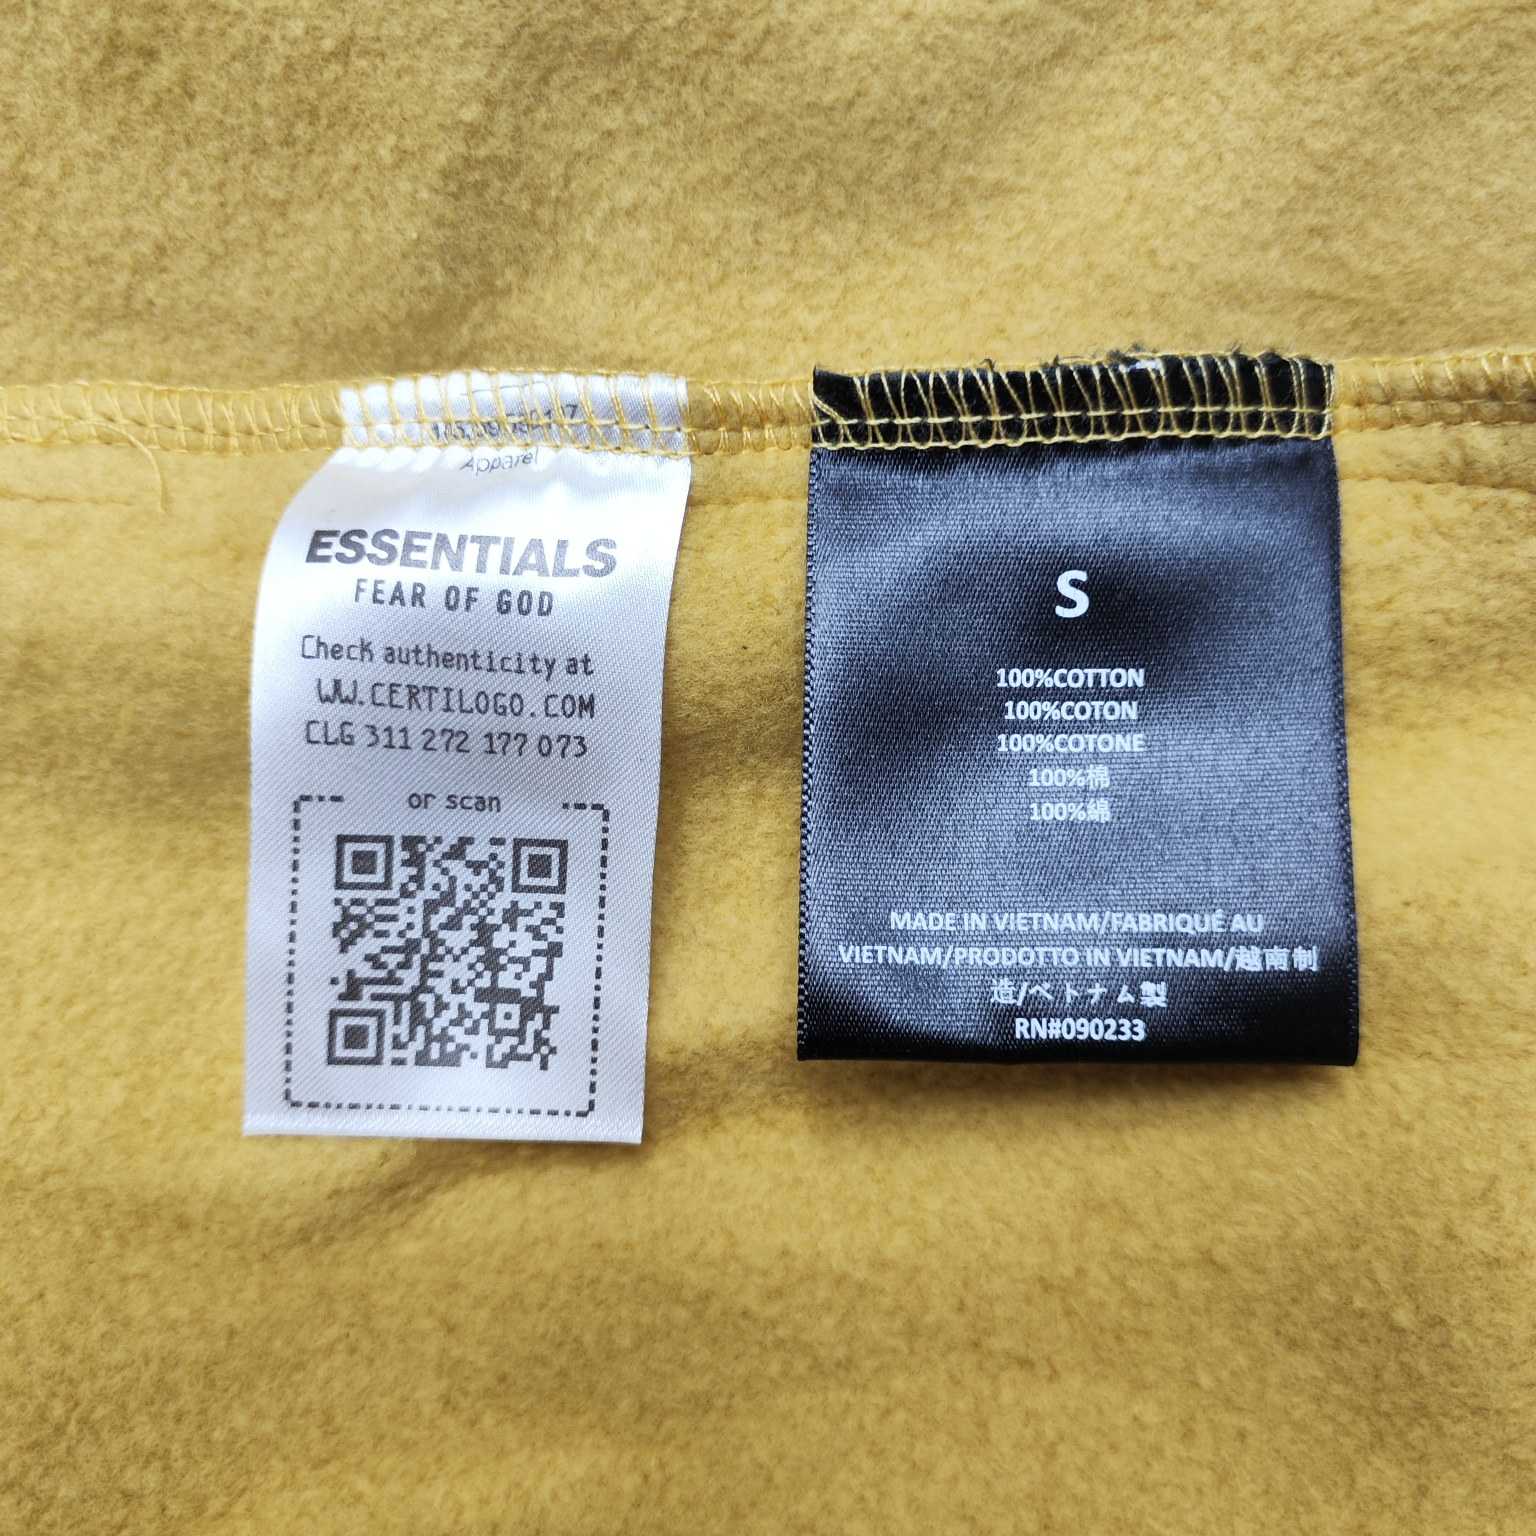 Apparel
ESSENTIALS
FEAR OF GOD
Check authenticity at
WW.CERTILOGO.COM
CLG 311 272 177 073
or scan
S
100%COTTON
100%COTON
100%COTONE
100%棉
100%綿
MADE IN VIETNAM/FABRIQUÉ AU
VIETNAM/PRODOTTO IN VIETNAM/越南制
造/ベトナム製
RN#090233